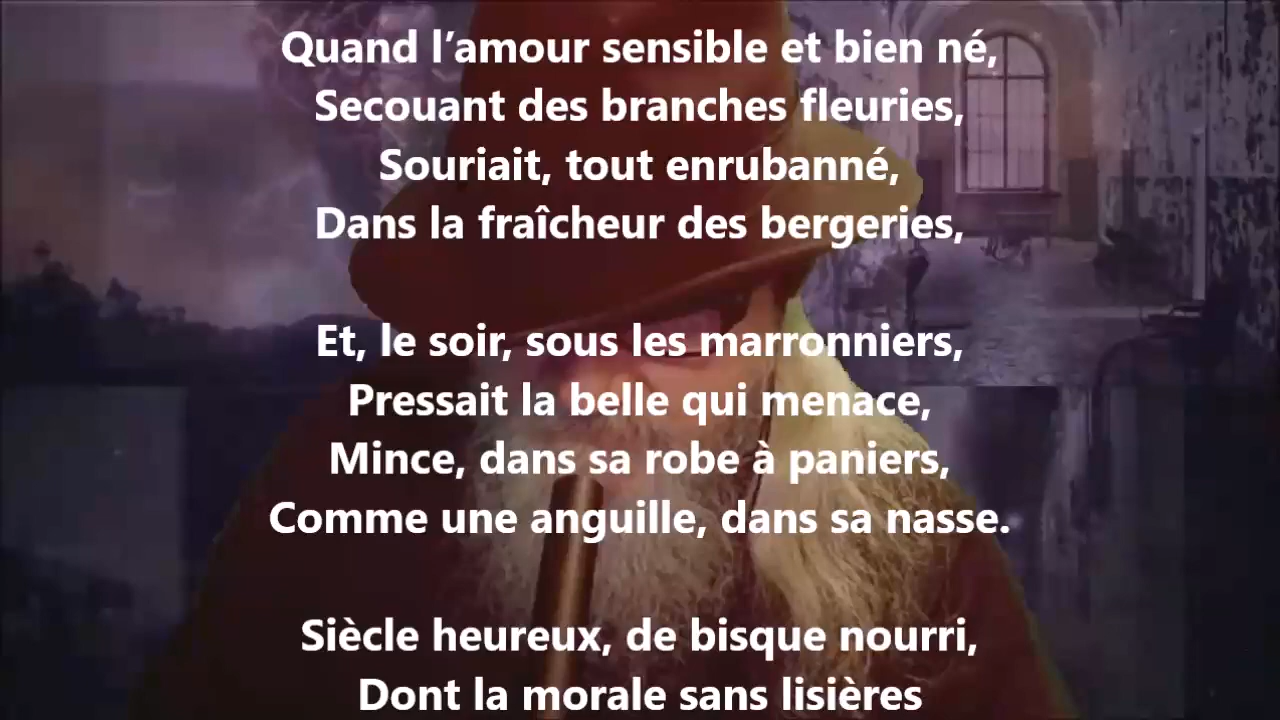 Quand l’amour sensible et bien né,
Secouant des branches fleuries,
Souriait, tout enrubanné,
Dans la fraîcheur des bergeries,
Et, le soir, sous les marronniers,
Pressait la belle qui menace,
Mince, dans sa robe à paniers,
Comme une anguille, dans sa nasse.
Siècle heureux, de bisque nourri,
Dont la morale sans lisières